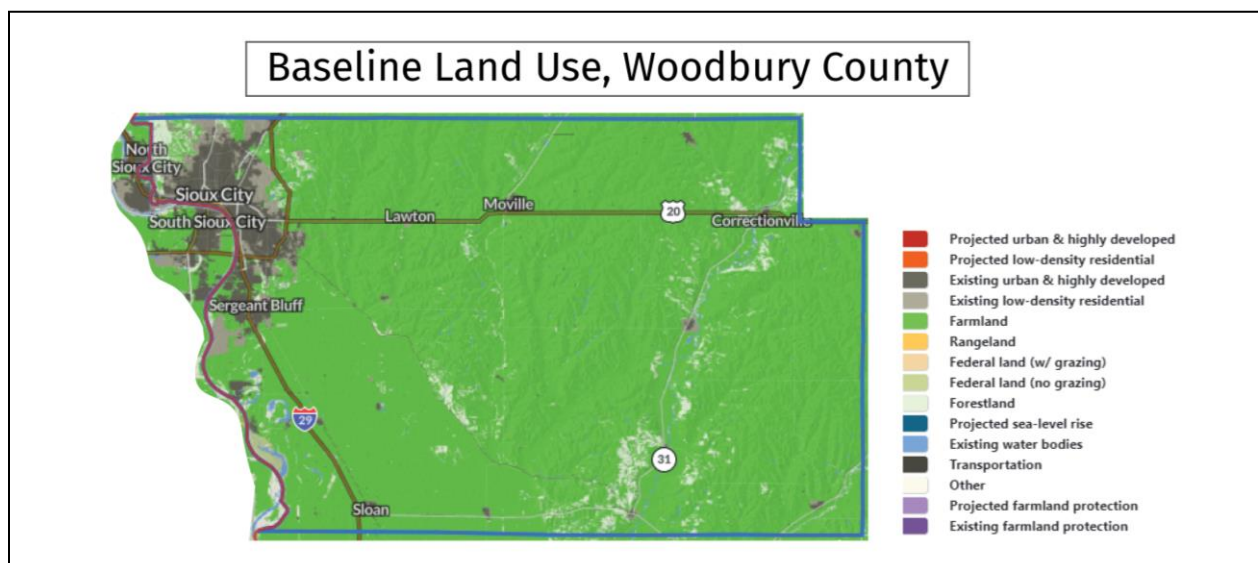 Baseline Land Use, Woodbury County
North
Sioux City
Sioux City
South Sioux City
Lawton
Moville
20
Correctionville
Sergeant Bluff
29
31
Sloan
Projected urban & highly developed
Projected low-density residential
Existing urban & highly developed
Existing low-density residential
Farmland
Rangeland
Federal land (w/ grazing)
Federal land (no grazing)
Forestland
Projected sea-level rise
Existing water bodies
Transportation
Other
Projected farmland protection
Existing farmland protection